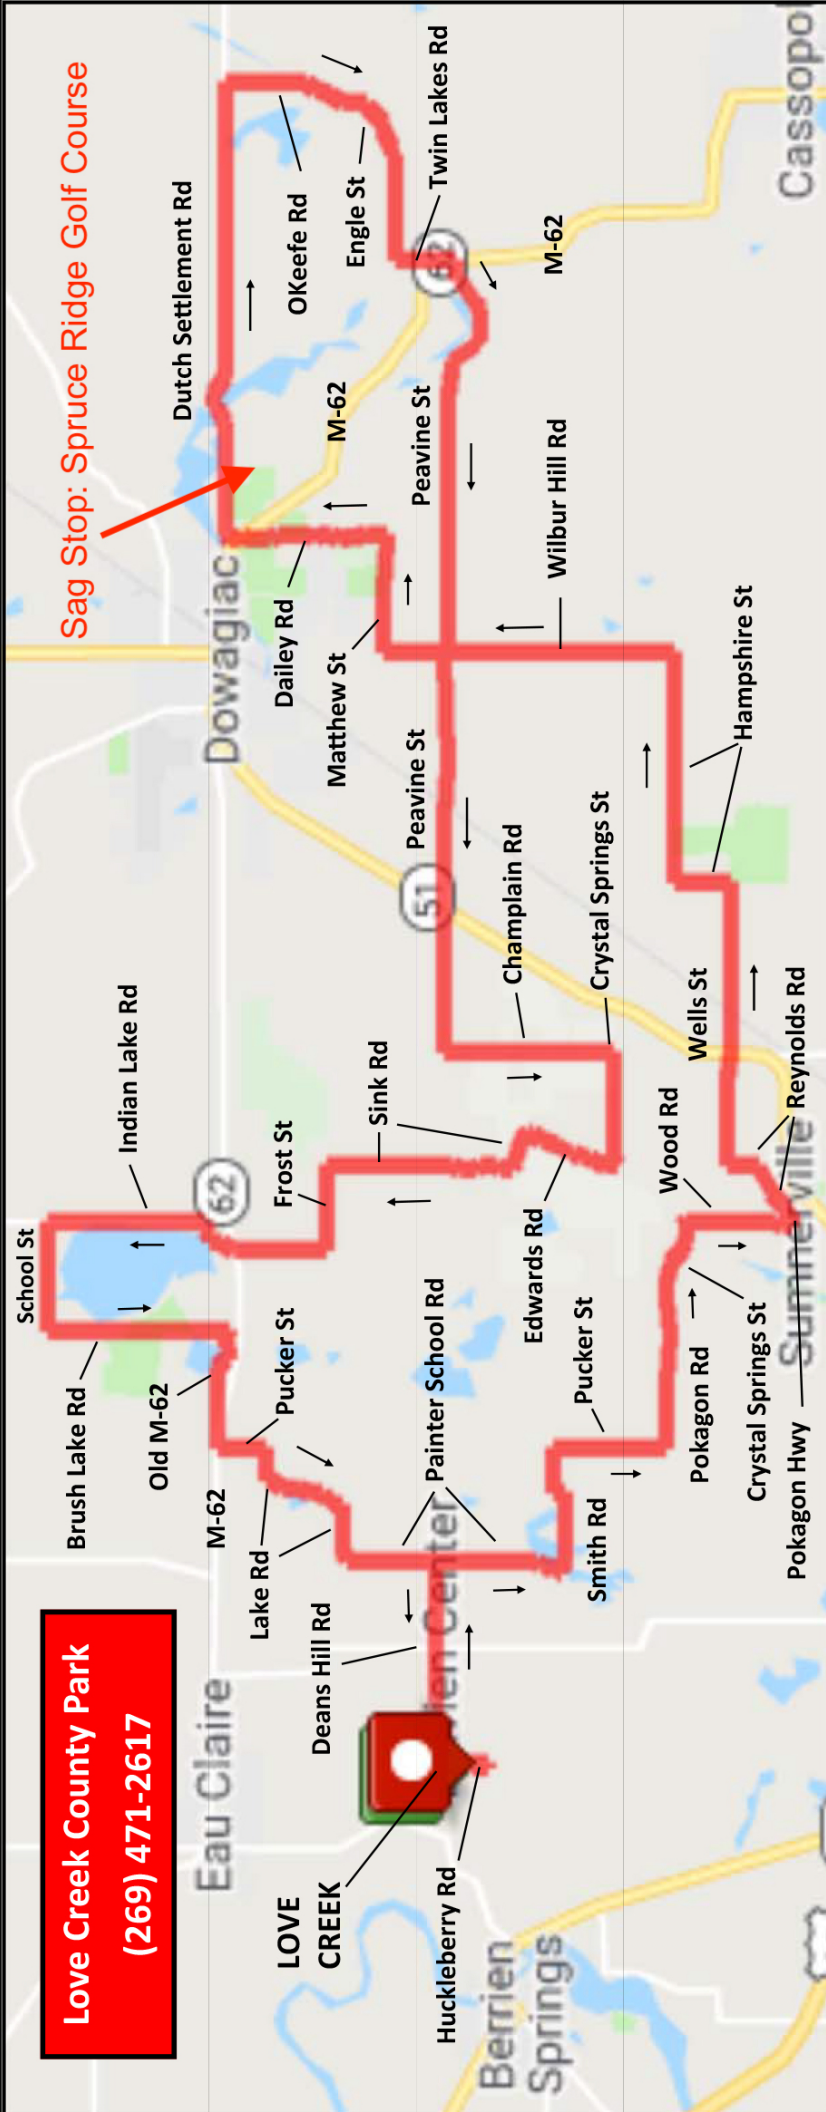 Love Creek County Park
(269) 471-2617
Sag Stop: Spruce Ridge Golf Course
School St
Indian Lake Rd
Brush Lake Rd
Old M-62
Dutch Settlement Rd
Eau Claire
M-62
62
Dowagiac
Lake Rd
Pucker St
Frost St
Dailey Rd
OKeefe Rd
Deans Hill Rd
Sink Rd
Matthew St
M-62
Engle St
LOVE
CREEK
Painter School Rd
Peavine St
51
Peavine St
62
Twin Lakes Rd
Huckleberry Rd
Center
Berrien
Springs
Edwards Rd
Champlain Rd
Wilbur Hill Rd
M-62
Smith Rd
Pucker St
Crystal Springs St
Pokagon Rd
Wood Rd
Wells St
Hampshire St
Crystal Springs St
Pokagon Hwy
Sumnerville
Reynolds Rd
Cassopol